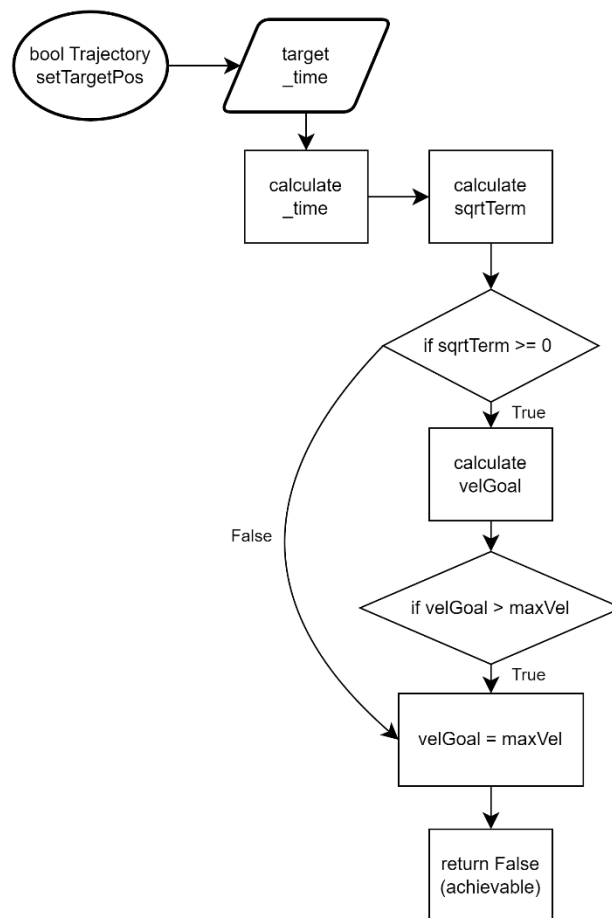 bool Trajectory
setTargetPos
target
_time
calculate
_time
calculate
sqrtTerm
if sqrtTerm >= 0
True
calculate
velGoal
False
if velGoal > maxVel
True
velGoal = maxVel
return False
(achievable)